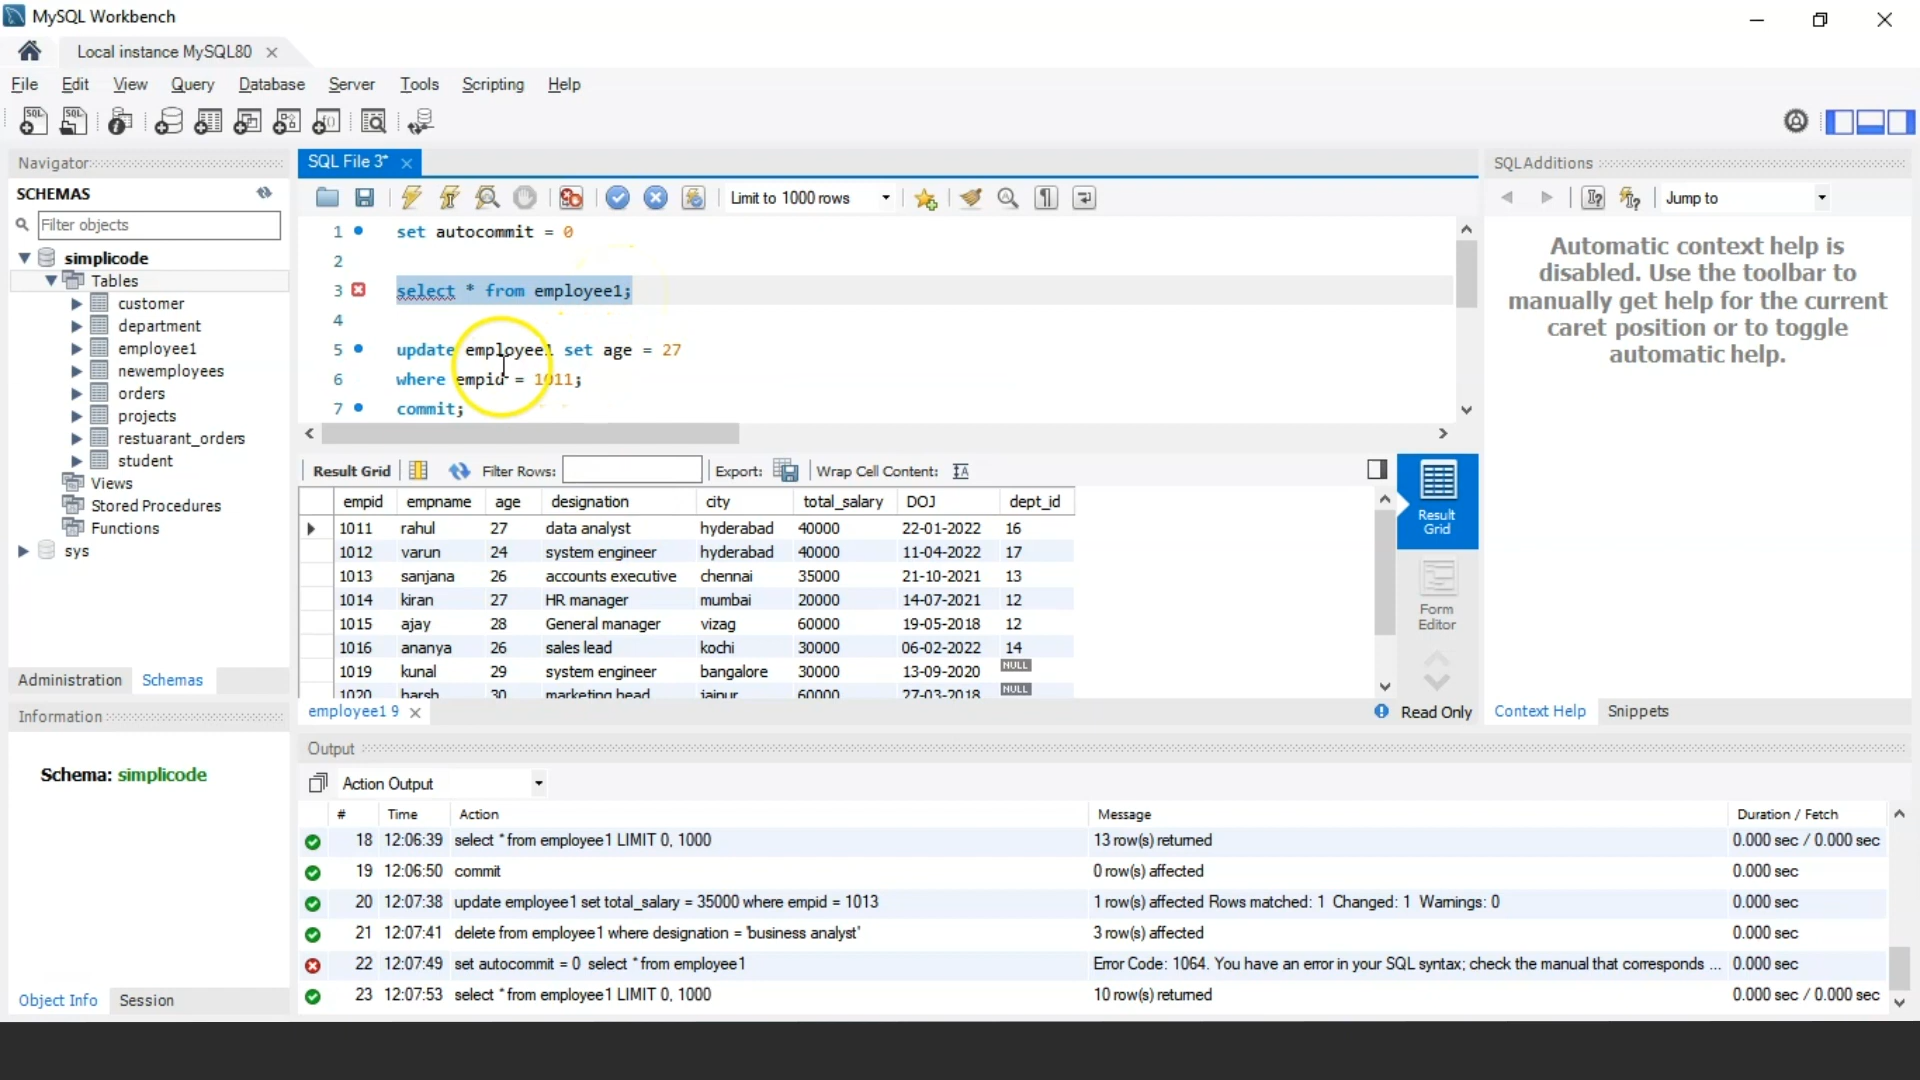 MySQL Workbench
Local instance MySQL80
File Edit View Query Database Server Tools Scripting Help
Navigator
SCHEMAS
Filter objects
simplicode
Tables
customer
department
employee1
newemployees
orders
projects
restuarant_orders
student
Views
Stored Procedures
Functions
sys
Administration Schemas
Information
Schema: simplicode
Object Info Session
SQL File 3*
Limit to 1000 rows
1 set autocommit = 0
2
3 select * from employee1;
4
5 update employee1 set age = 27
6 where empid = 1011;
7 commit;
Result Grid Filter Rows: Export: Wrap Cell Content:
empid empname age designation city total_salary DOJ dept_id
1011 rahul 27 data analyst hyderabad 40000 22-01-2022 16
1012 varun 24 system engineer hyderabad 40000 11-04-2022 17
1013 sanjana 26 accounts executive chennai 35000 21-10-2021 13
1014 kiran 27 HR manager mumbai 20000 14-07-2021 12
1015 ajay 28 General manager vizag 60000 19-05-2018 12
1016 ananya 26 sales lead kochi 30000 06-02-2022 14
1019 kunal 29 system engineer bangalore 30000 13-09-2020 NULL
1020 harsh 30 marketing head jaipur 60000 27-03-2018 NULL
Result
Grid
Form
Editor
employee1 9
Read Only
SQLAdditions
Jump to
Automatic context help is
disabled. Use the toolbar to
manually get help for the current
caret position or to toggle
automatic help.
Context Help Snippets
Output
Action Output
# Time Action Message Duration / Fetch
18 12:06:39 select * from employee1 LIMIT 0, 1000 13 row(s) returned 0.000 sec / 0.000 sec
19 12:06:50 commit 0 row(s) affected 0.000 sec
20 12:07:38 update employee1 set total_salary = 35000 where empid = 1013 1 row(s) affected Rows matched: 1 Changed: 1 Warnings: 0 0.000 sec
21 12:07:41 delete from employee1 where designation = 'business analyst' 3 row(s) affected 0.000 sec
22 12:07:49 set autocommit = 0 select * from employee1 Error Code: 1064. You have an error in your SQL syntax; check the manual that corresponds ... 0.000 sec
23 12:07:53 select * from employee1 LIMIT 0, 1000 10 row(s) returned 0.000 sec / 0.000 sec